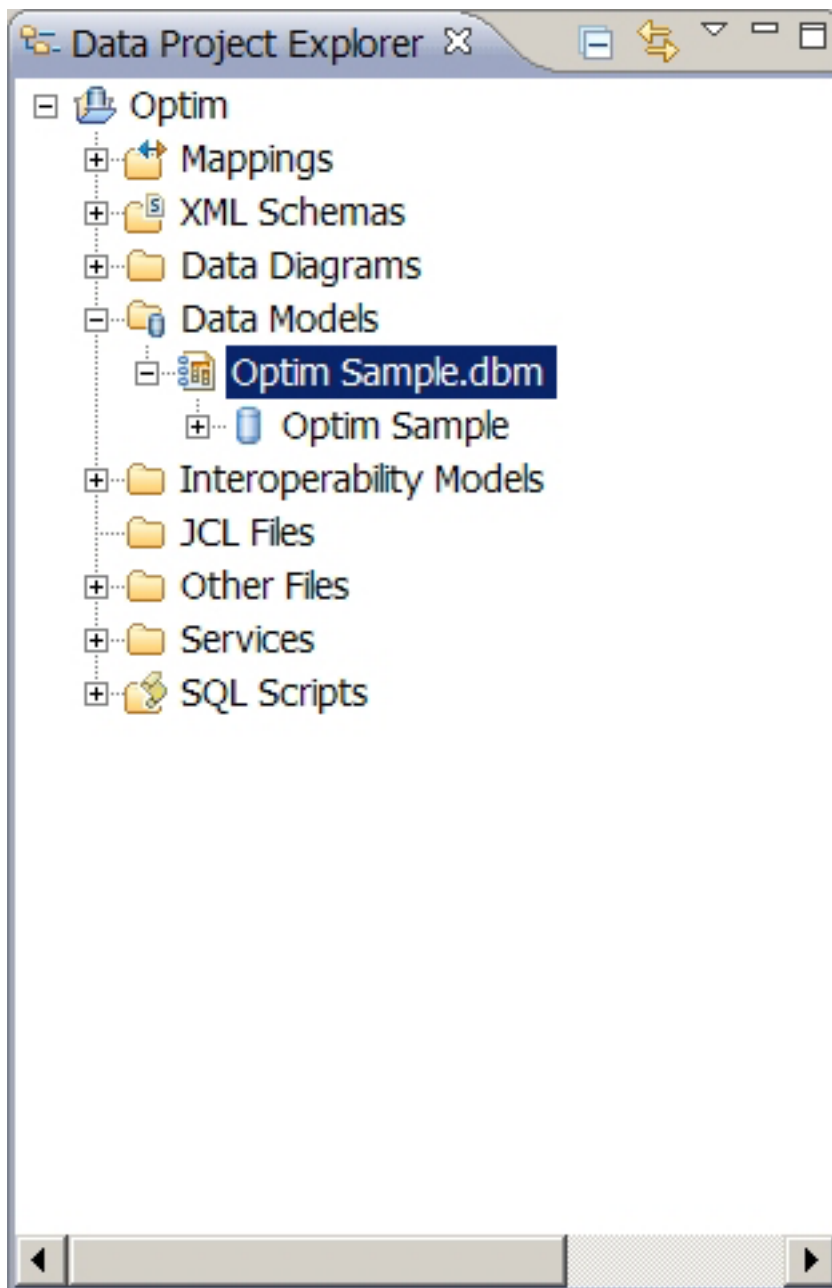 Data Project Explorer
Optim
Mappings
XML Schemas
Data Diagrams
Data Models
Optim Sample.dbm
Optim Sample
Interoperability Models
JCL Files
Other Files
Services
SQL Scripts